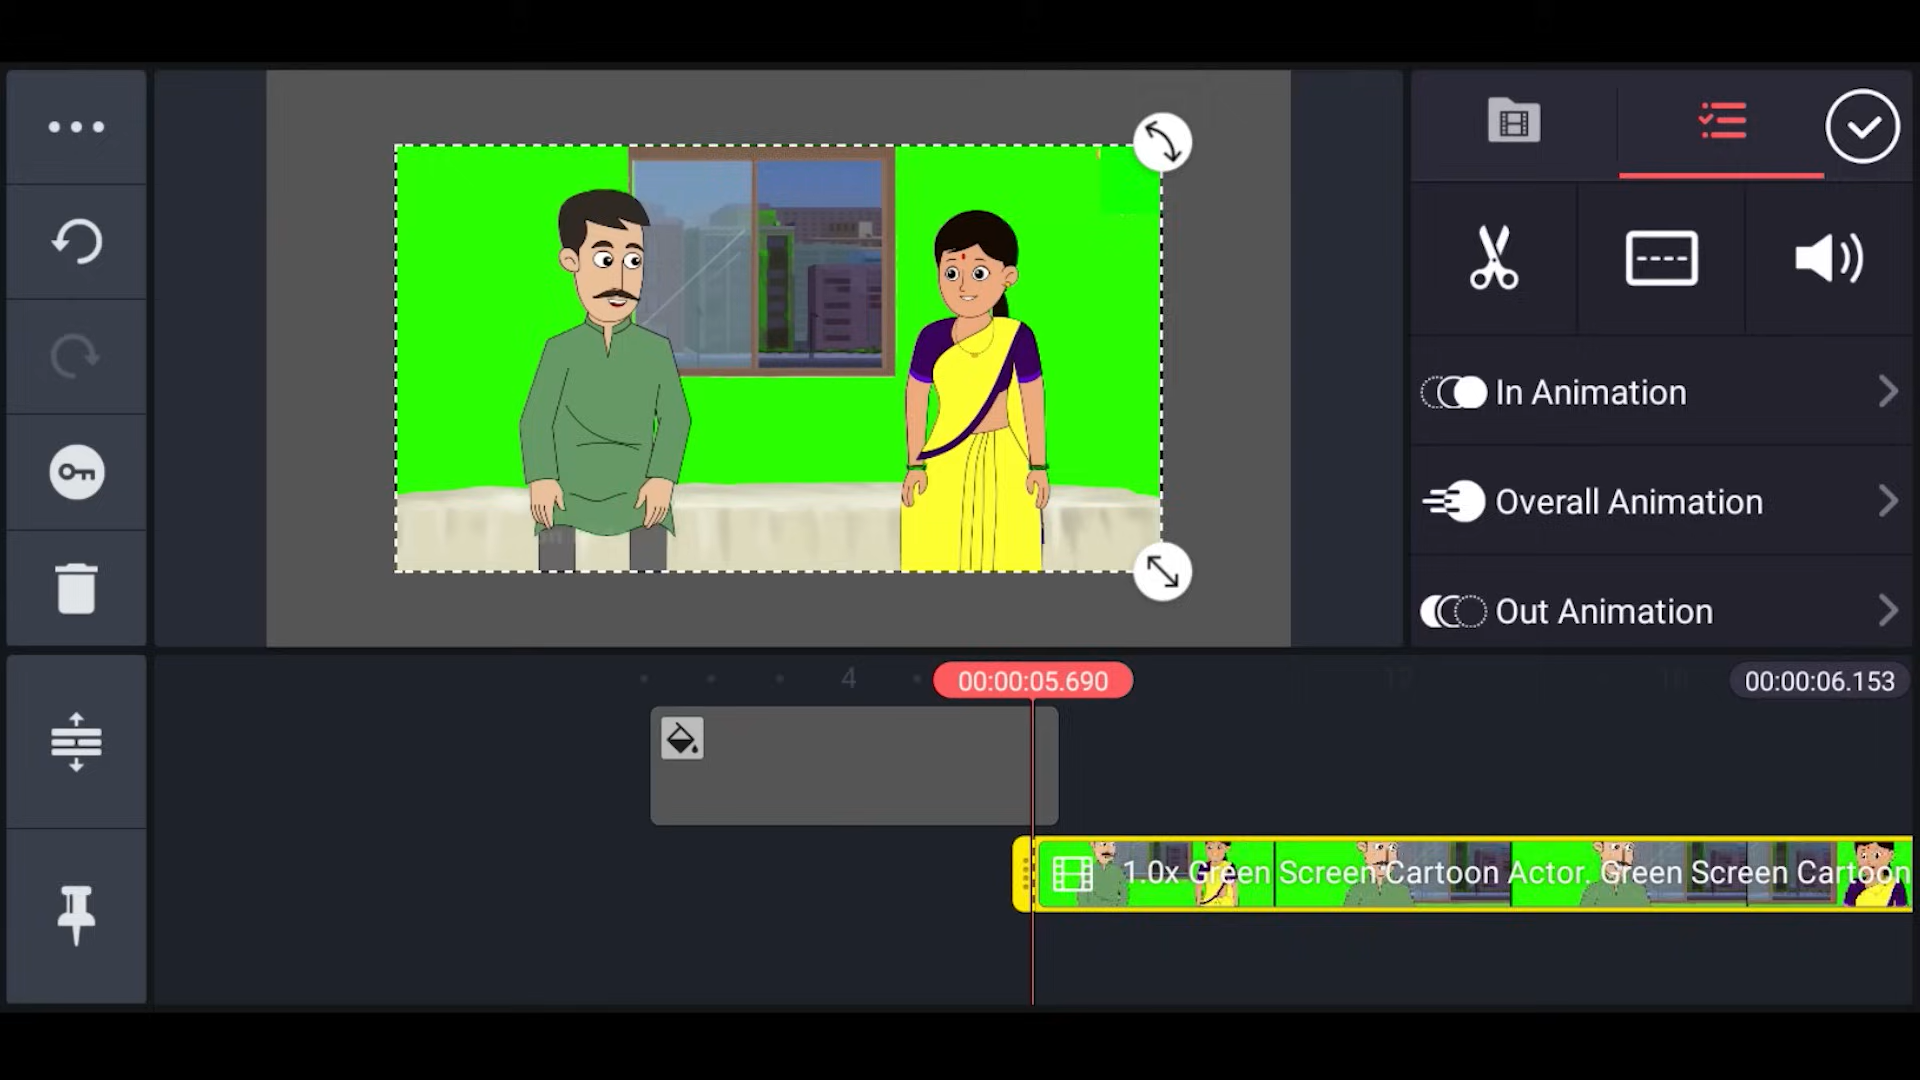 In Animation
Overall Animation
Out Animation
4
00:00:05.690
00:00:06.153
1.0x Green Screen Cartoon Actor. Green Screen Cartoon